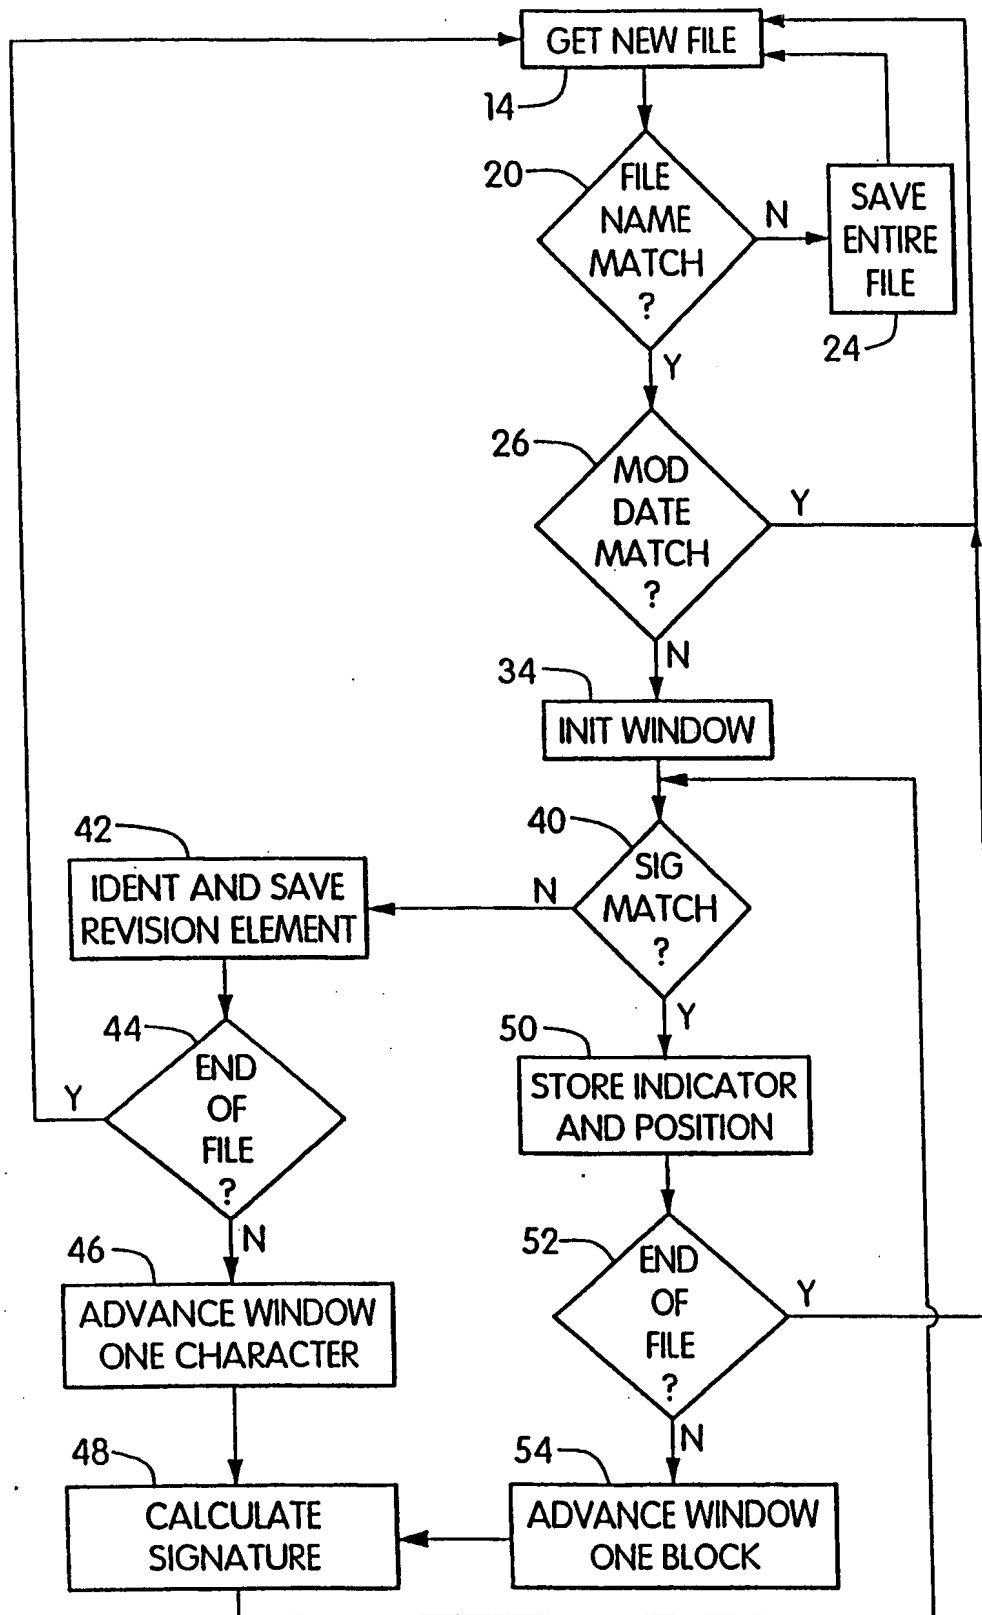 GET NEW FILE
14
20
FILE
NAME
MATCH
?
N
SAVE
ENTIRE
FILE
24
Y
26
MOD
DATE
MATCH
?
Y
N
34
INIT WINDOW
40
SIG
MATCH
?
N
42
IDENT AND SAVE
REVISION ELEMENT
Y
44
END
OF
FILE
?
Y
N
50
STORE INDICATOR
AND POSITION
52
END
OF
FILE
?
Y
N
46
ADVANCE WINDOW
ONE CHARACTER
48
CALCULATE
SIGNATURE
54
ADVANCE WINDOW
ONE BLOCK